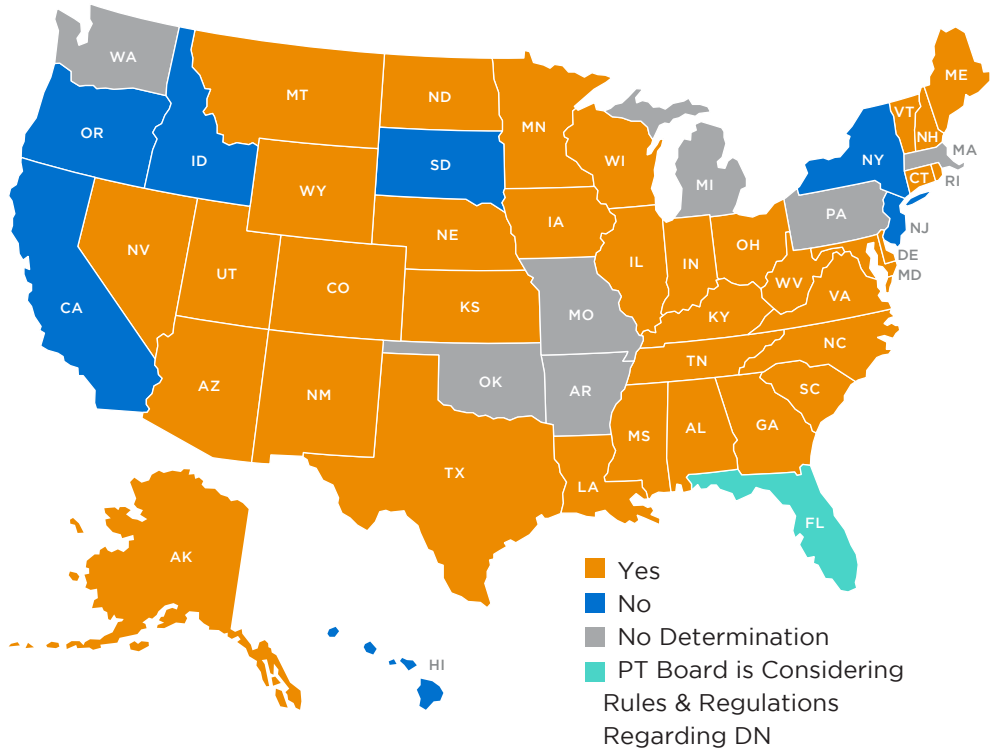 WA
ME
MT
ND
VT
MN
OR
NH
MA
ID
SD
WI
NY
CT
RI
WY
MI
PA
IA
NE
NJ
NV
OH
DE
UT
IL
IN
MD
CO
WV
VA
CA
KS
MO
KY
NC
TN
AZ
OK
AR
SC
NM
GA
MS
AL
TX
LA
FL
AK
HI
Yes
No
No Determination
PT Board is Considering
Rules & Regulations
Regarding DN